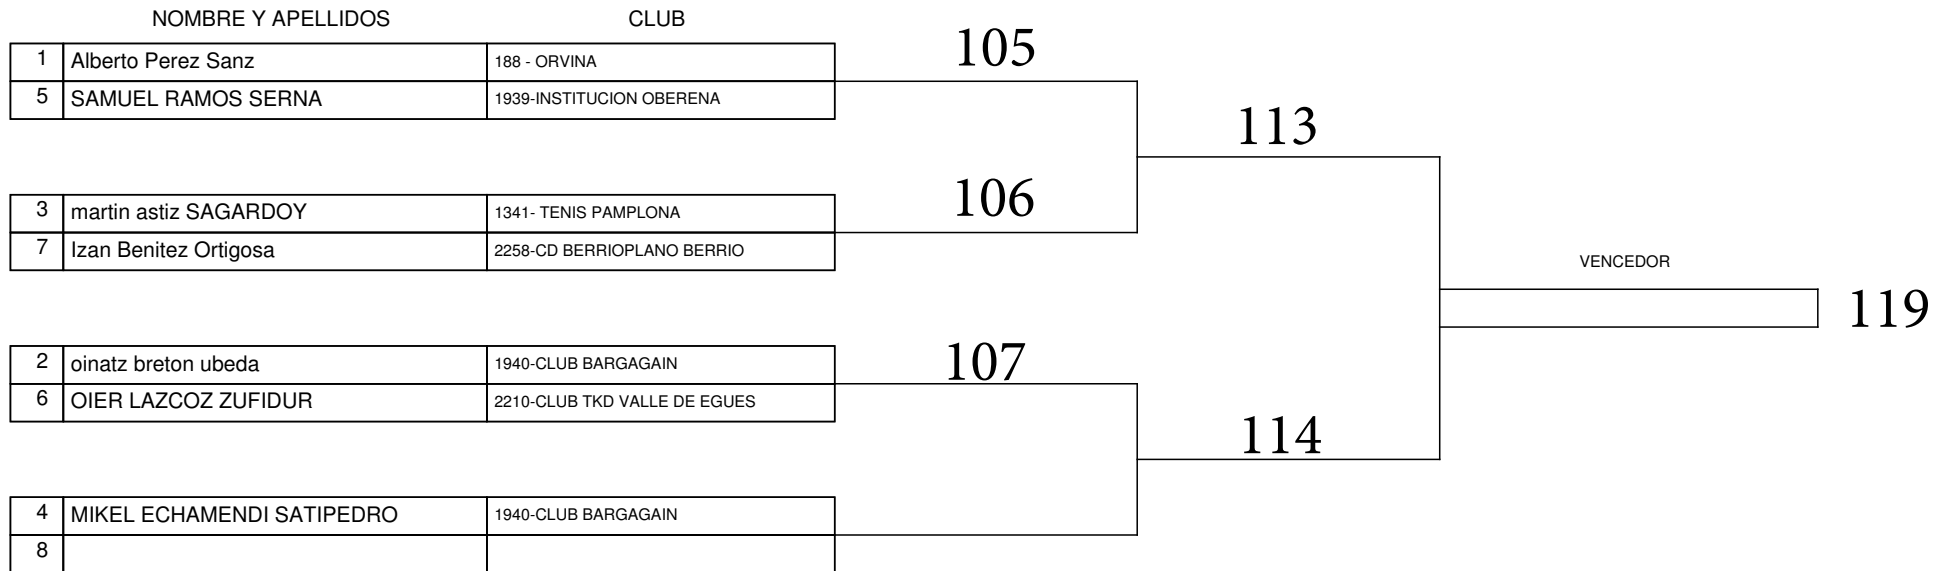 NOMBRE Y APELLIDOS CLUB
1 Alberto Perez Sanz 188 - ORVINA
105
5 SAMUEL RAMOS SERNA 1939-INSTITUCION OBERENA
113
3 martin astiz SAGARDOY 1341- TENIS PAMPLONA
106
7 Izan Benitez Ortigosa 2258-CD BERRIOPLANO BERRIO
VENCEDOR
119
2 oinatz breton ubeda 1940-CLUB BARGAGAIN
107
6 OIER LAZCOZ ZUFIDUR 2210-CLUB TKD VALLE DE EGUES
114
4 MIKEL ECHAMENDI SATIPEDRO 1940-CLUB BARGAGAIN
8